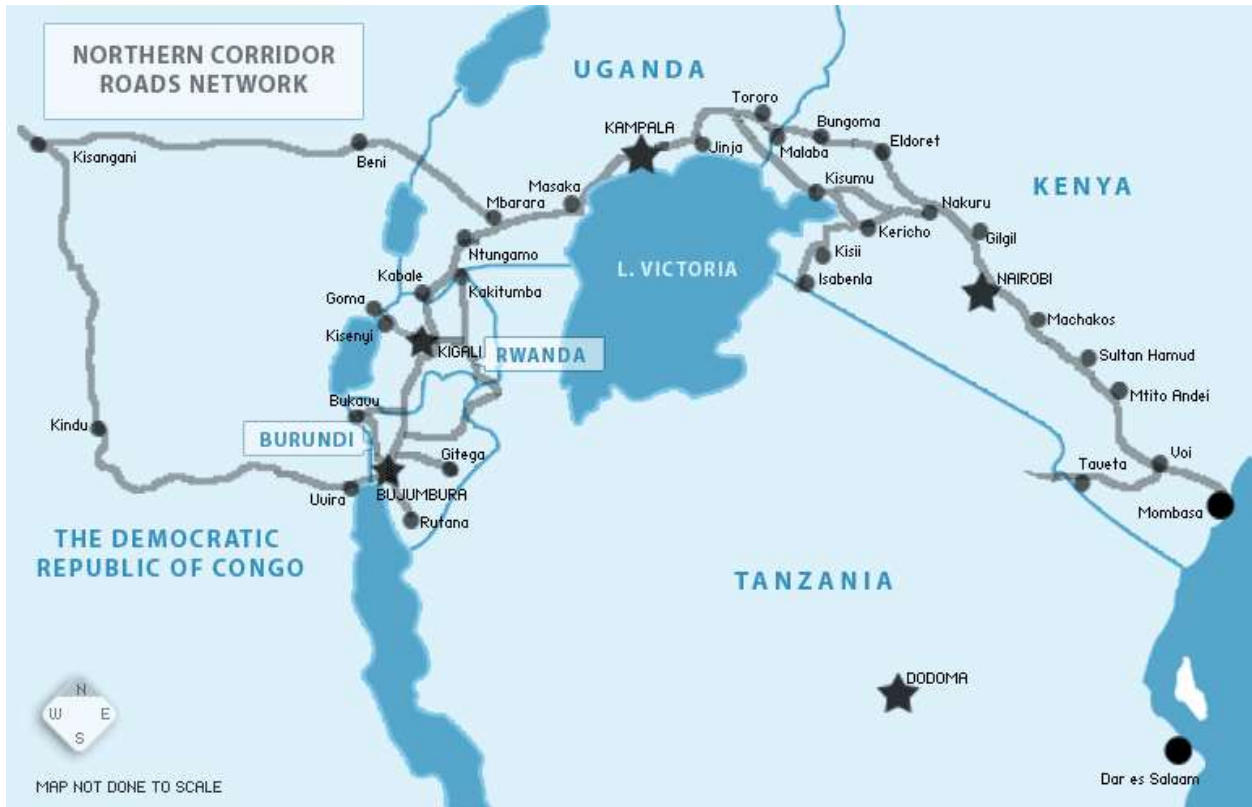 NORTHERN CORRIDOR
ROADS NETWORK
UGANDA
Tororo
KAMPALA
Bungoma
Jinja
Malaba
Eldoret
Kisangani
Beni
Masaka
Kisumu
KENYA
Mbarara
Nakuru
Kericho
Gilgil
Ntungamo
Kisii
L. VICTORIA
Kabale
Isabenla
NAIROBI
Kakitumba
Goma
Machakos
Kisenyi
KIGALI
RWANDA
Sultan Hamud
Mtito Andei
Bukavu
Kindu
BURUNDI
Gitega
Voi
Taveta
BUJUMBURA
Uvira
Mombasa
Rutana
THE DEMOCRATIC
REPUBLIC OF CONGO
TANZANIA
DODOMA
N
W E
S
Dar es Salaam
MAP NOT DONE TO SCALE